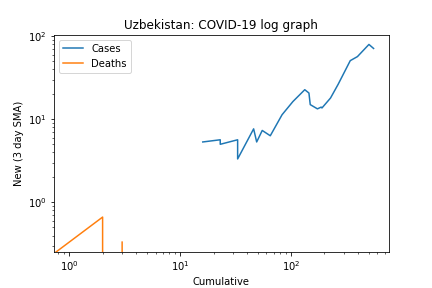 Uzbekistan: COVID-19 log graph
Cases
Deaths
New (3 day SMA)
10²
10¹
10⁰
10⁰ 10¹ 10²
Cumulative